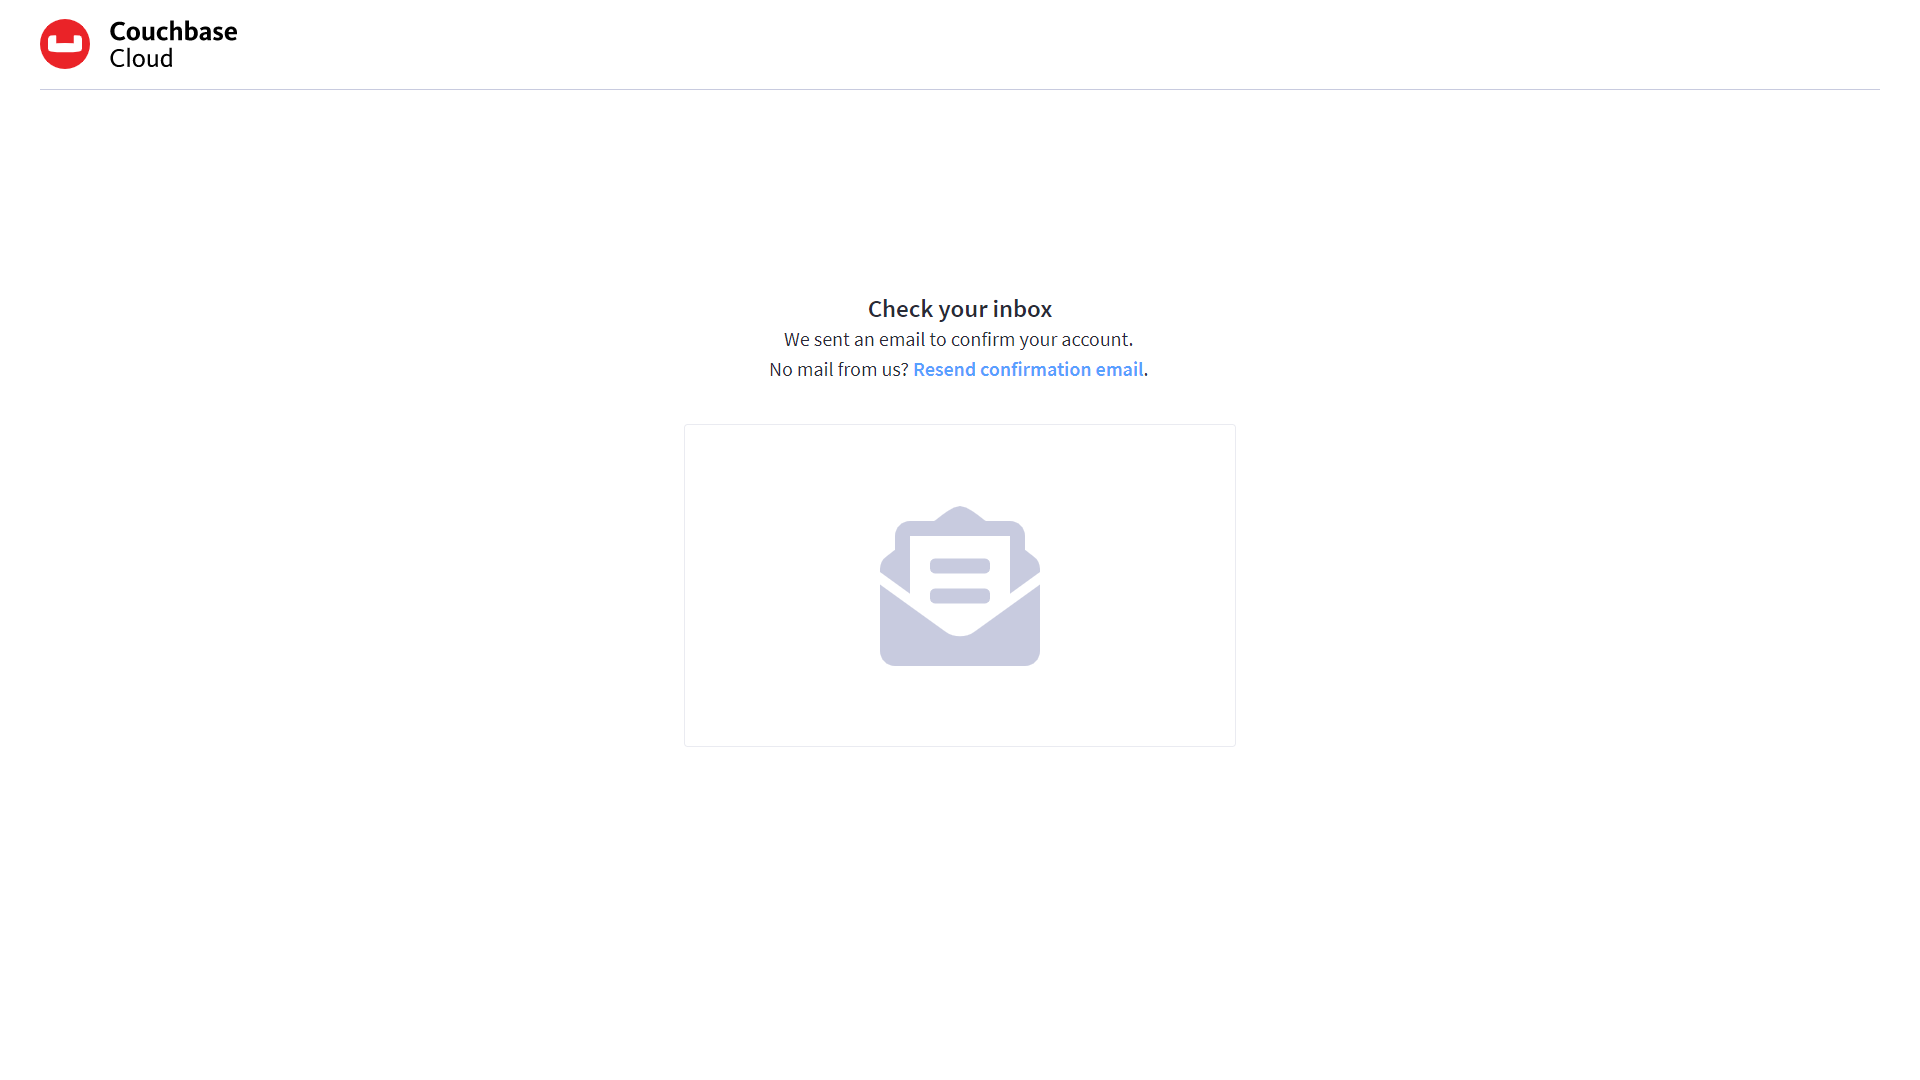 Couchbase
Cloud
Check your inbox
We sent an email to confirm your account.
No mail from us? Resend confirmation email.